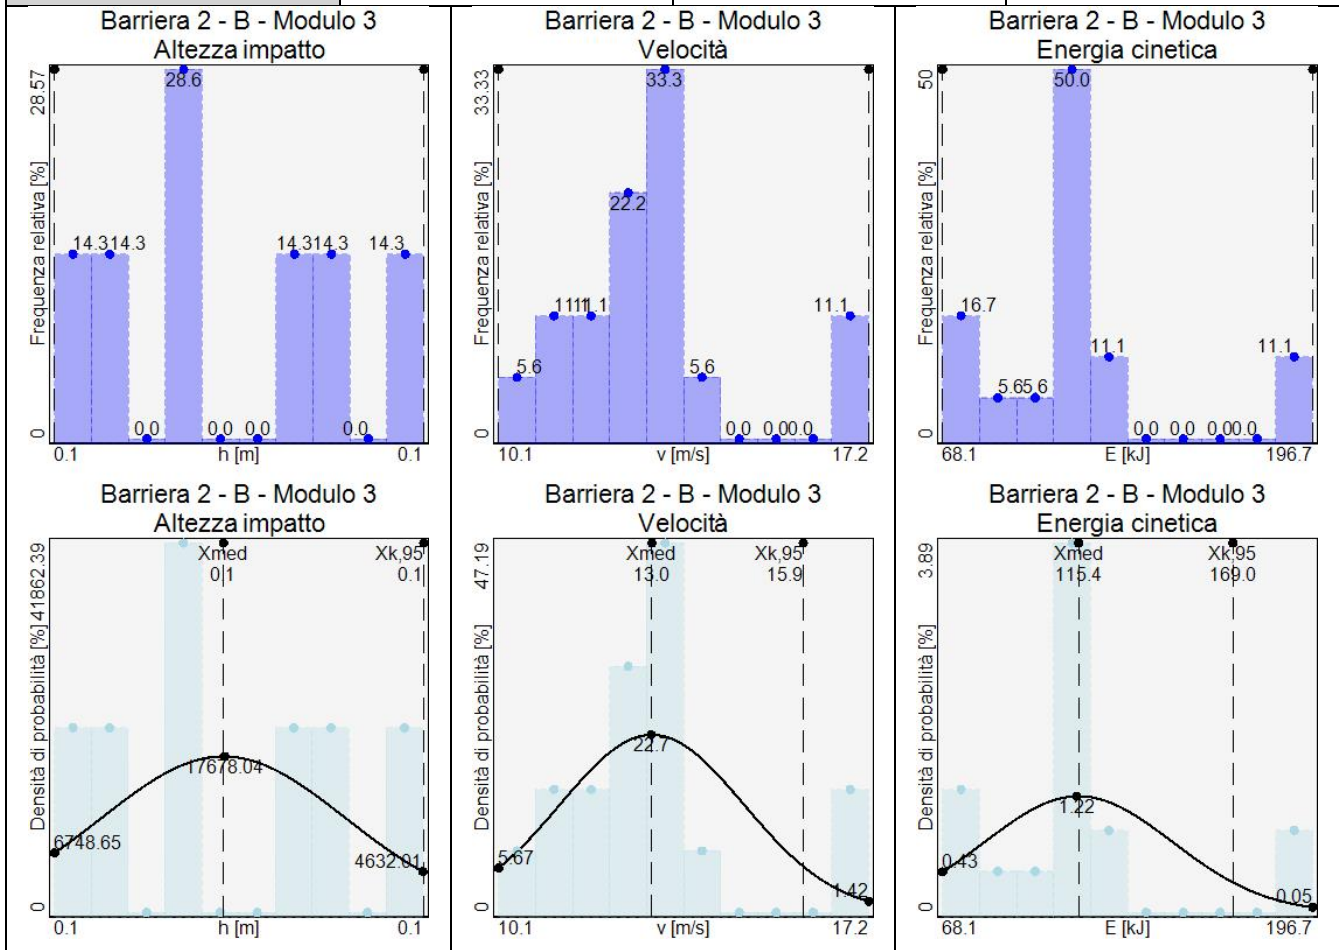 Barriera 2 - B - Modulo 3
Altezza impatto
28.57
Frequenza relativa [%]
0
28.6
14.3
14.3
0.0
0.0
0.0
14.3
14.3
0.0
14.3
0.1
h [m]
0.1
Barriera 2 - B - Modulo 3
Velocità
33.33
Frequenza relativa [%]
0
33.3
22.2
5.6
11.1
11.1
5.6
0.0
0.0
0.0
11.1
10.1
v [m/s]
17.2
Barriera 2 - B - Modulo 3
Energia cinetica
50
Frequenza relativa [%]
0
50.0
16.7
5.6
5.6
11.1
0.0
0.0
0.0
0.0
11.1
68.1
E [kJ]
196.7
Barriera 2 - B - Modulo 3
Altezza impatto
41862.39
Densità di probabilità [%]
0
Xmed
0.1
Xk,95
0.1
17678.04
6748.65
4632.01
0.1
h [m]
0.1
Barriera 2 - B - Modulo 3
Velocità
47.19
Densità di probabilità [%]
0
Xmed
13.0
Xk,95
15.9
22.7
5.67
1.42
10.1
v [m/s]
17.2
Barriera 2 - B - Modulo 3
Energia cinetica
3.89
Densità di probabilità [%]
0
Xmed
115.4
Xk,95
169.0
1.22
0.43
0.05
68.1
E [kJ]
196.7